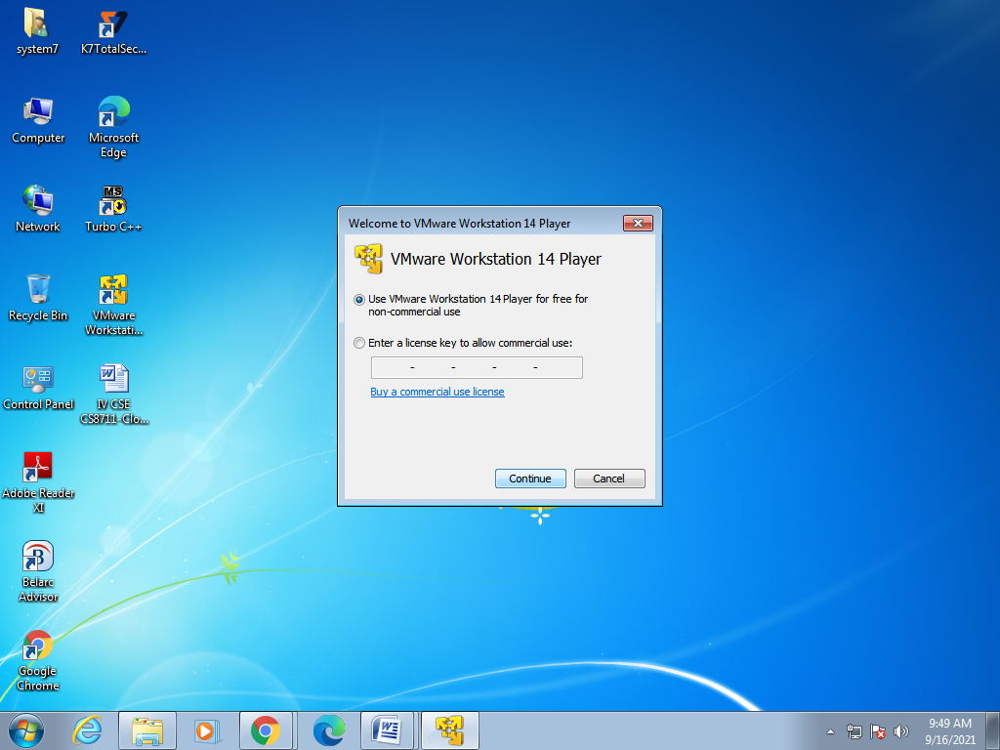 system7
K7TotalSec...
Computer
Microsoft
Edge
Network
MS
Turbo C++
Recycle Bin
VMware
Workstati...
Control Panel
IV CSE
CS8711-Clo...
Adobe Reader
XI
Belarc
Advisor
Google
Chrome
Welcome to VMware Workstation 14 Player
VMware Workstation 14 Player
Use VMware Workstation 14 Player for free for
non-commercial use
Enter a license key to allow commercial use:
- - - -
Buy a commercial use license
Continue
Cancel
9:49 AM
9/16/2021